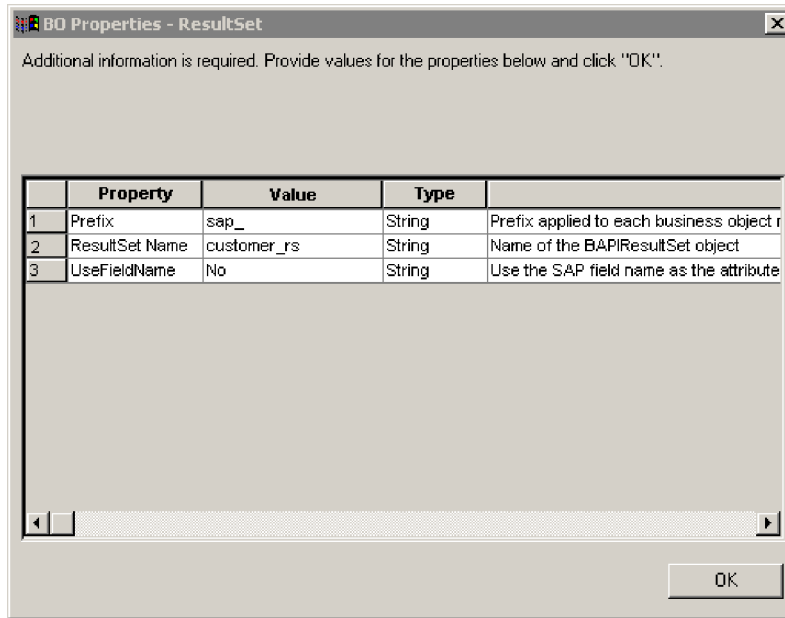 BO Properties - ResultSet
Additional information is required. Provide values for the properties below and click "OK".
Property Value Type
1 Prefix sap_ String Prefix applied to each business object
2 ResultSet Name customer_rs String Name of the BAPIResultSet object
3 UseFieldName No String Use the SAP field name as the attribute
OK